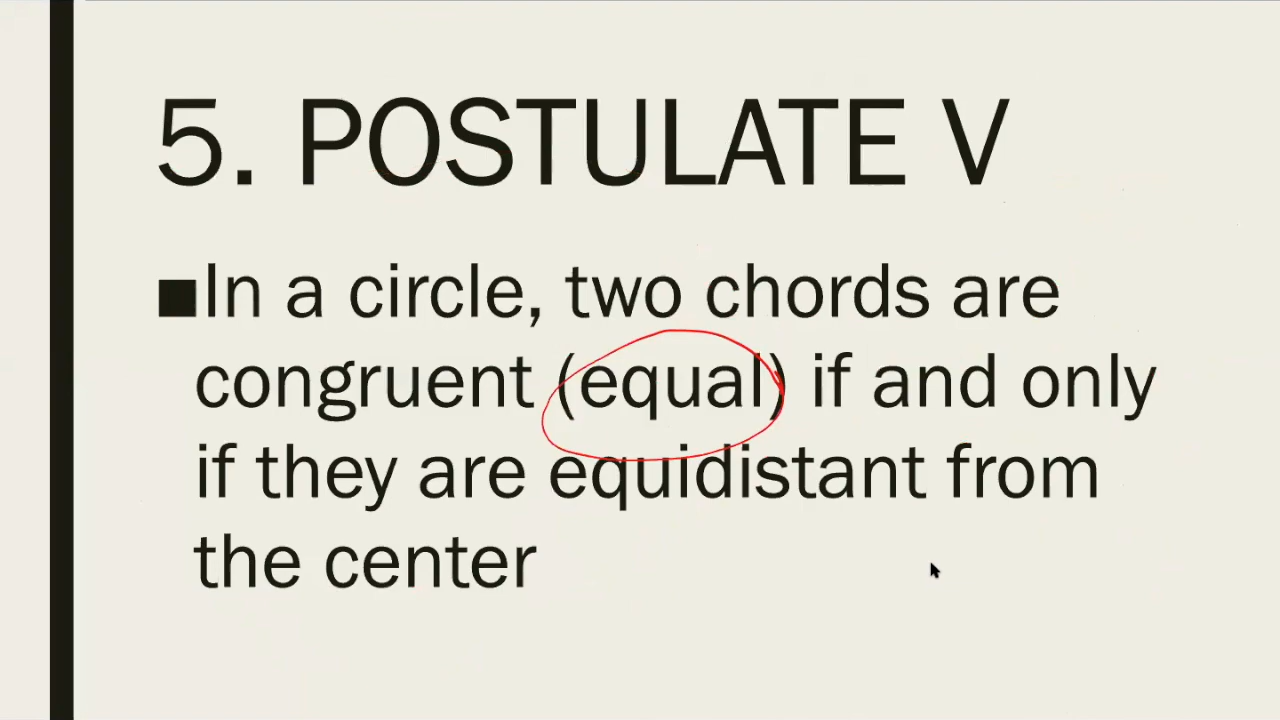 5. POSTULATE V
■In a circle, two chords are
congruent (equal) if and only
if they are equidistant from
the center